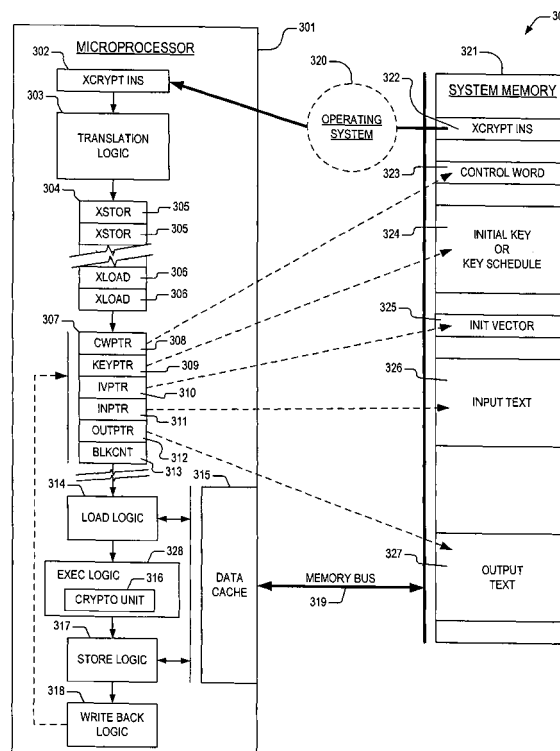 30
301
MICROPROCESSOR
302
XCRYPT INS
303
TRANSLATION
LOGIC
304
XSTOR
305
XSTOR
305
XLOAD
306
XLOAD
306
307
CWPTR
308
KEYPTR
309
IVPTR
310
INPTR
311
OUTPTR
312
BLKCNT
313
314
LOAD LOGIC
328
EXEC LOGIC
316
CRYPTO UNIT
317
STORE LOGIC
318
WRITE BACK
LOGIC
315
DATA
CACHE
MEMORY BUS
319
320
OPERATING
SYSTEM
321
SYSTEM MEMORY
322
XCRYPT INS
323
CONTROL WORD
324
INITIAL KEY
OR
KEY SCHEDULE
325
INIT VECTOR
326
INPUT TEXT
327
OUTPUT
TEXT